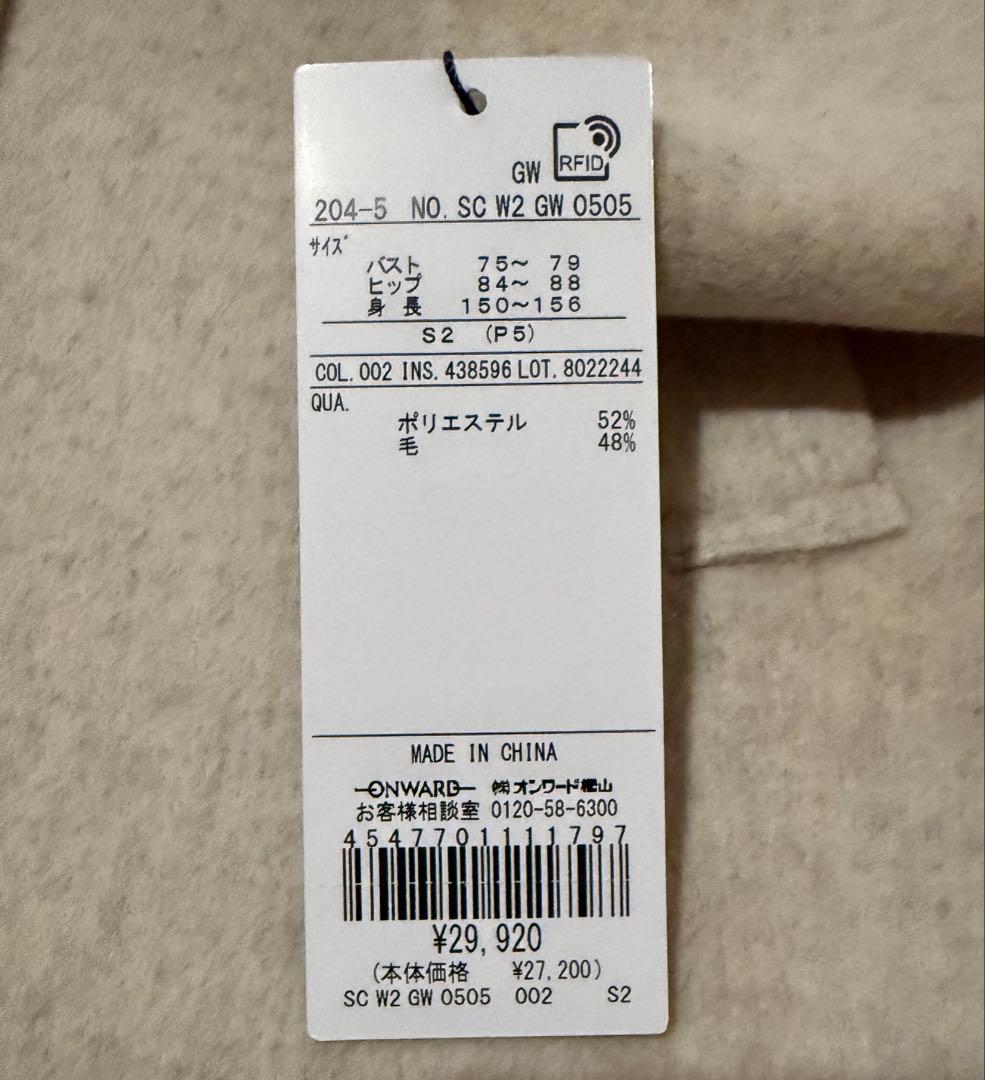 RFID
GW
204-5 NO. SC W2 GW 0505
サイズ
バスト 75〜 79
ヒップ 84〜 88
身長 150〜156
S2 (P5)
COL. 002 INS. 438596 LOT. 8022244
QUA.
ポリエステル 52%
毛 48%
MADE IN CHINA
ONWARD ㈱オンワード樫山
お客様相談室 0120-58-6300
4547701111797
¥29,920
(本体価格 ¥27,200)
SC W2 GW 0505 002 S2